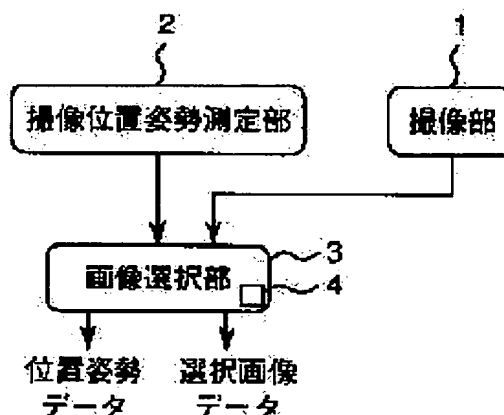 2
1
撮像位置姿勢測定部
撮像部
3
画像選択部
4
位置姿勢
データ
選択画像
データ